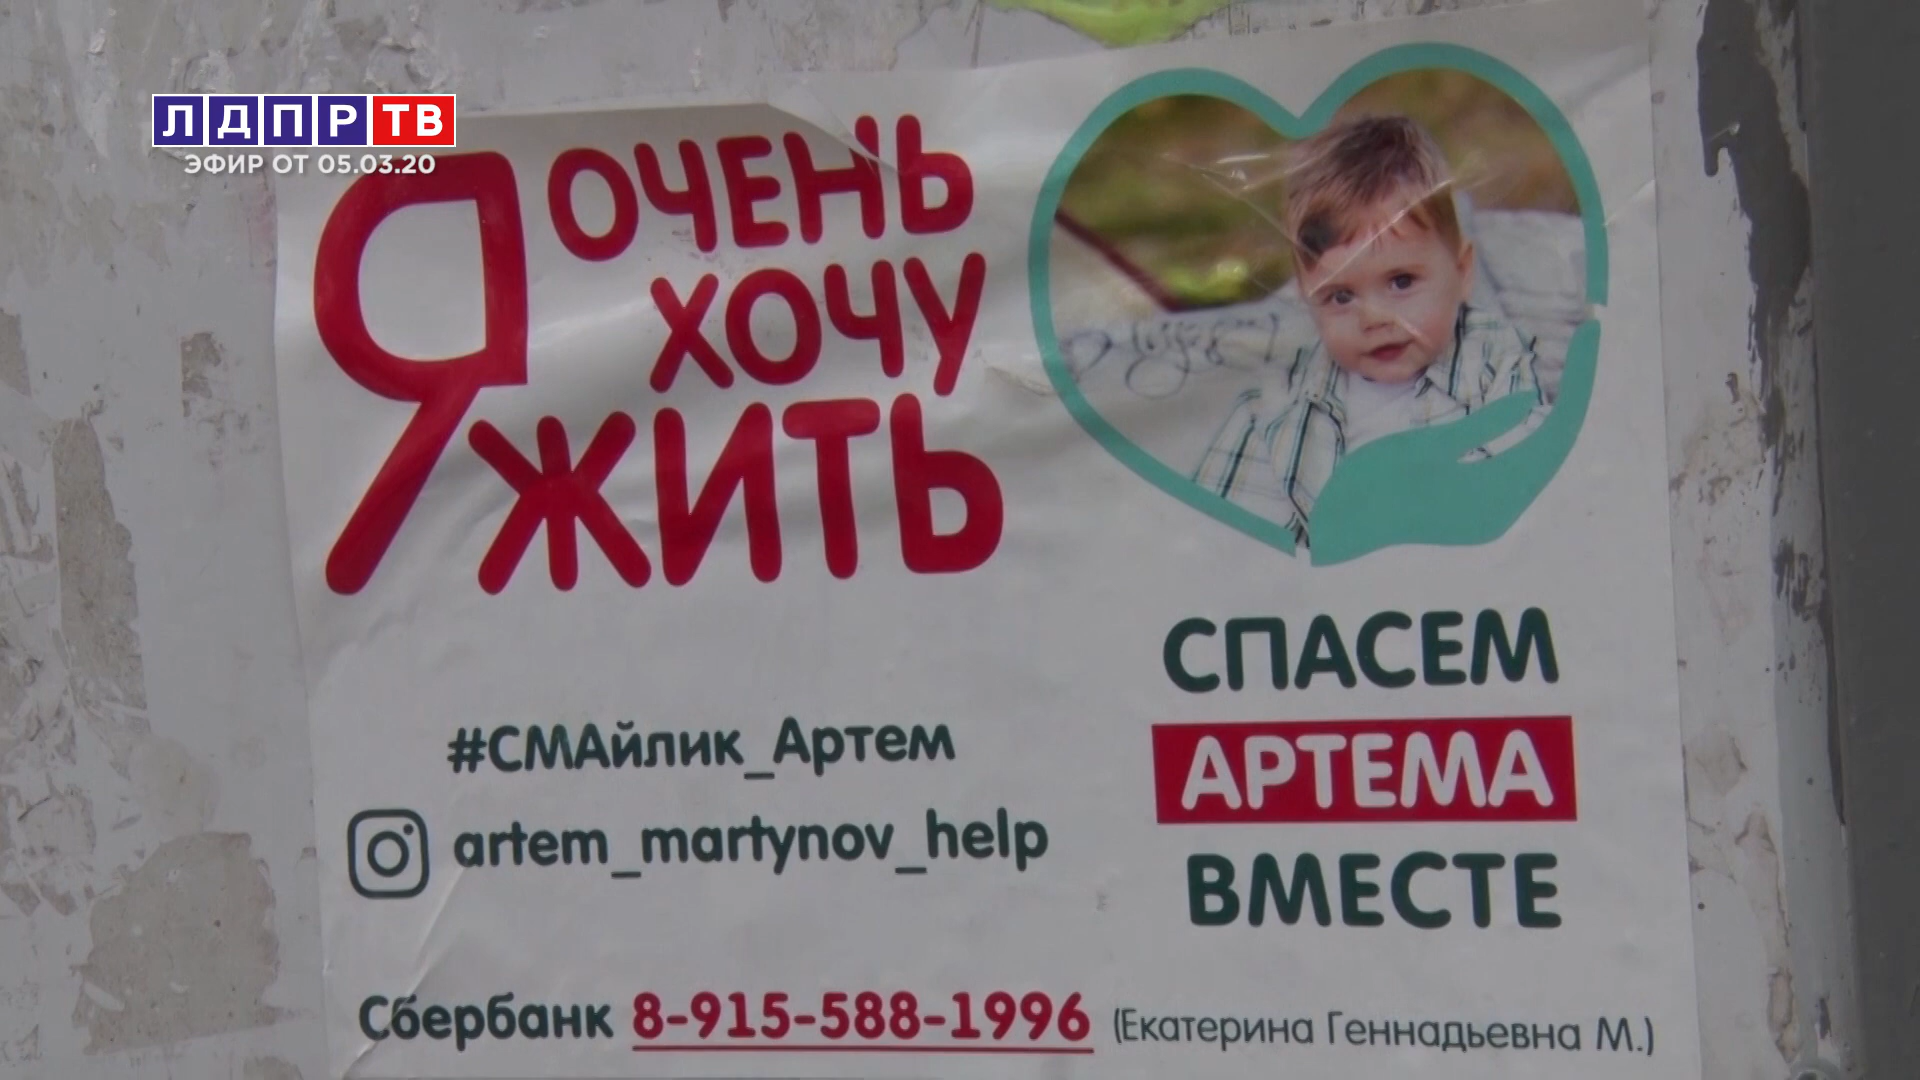 ЛДПР ТВ
ЭФИР ОТ 05.03.20
Я ОЧЕНЬ
ХОЧУ
ЖИТЬ
#СМАйлик_Артем
artem_martynov_help
СПАСЕМ
АРТЕМА
ВМЕСТЕ
Сбербанк 8-915-588-1996 (Екатерина Геннадьевна М.)